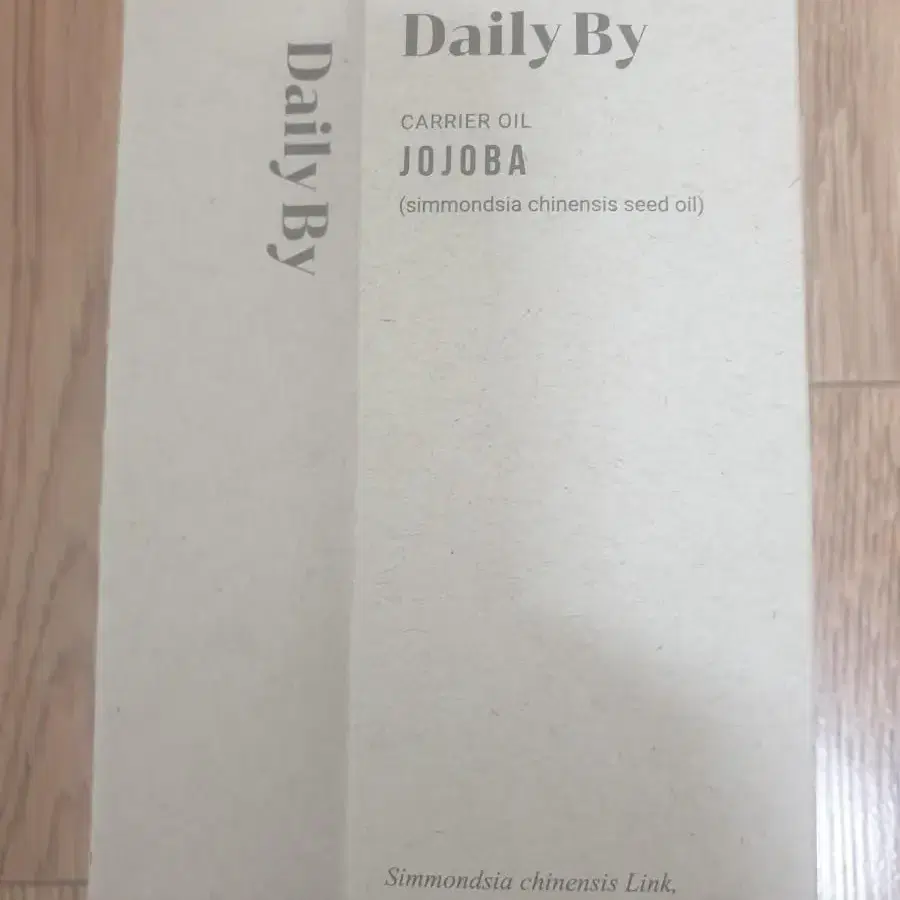 Daily By
Daily By
CARRIER OIL
JOJOBA
(simmondsia chinensis seed oil)
Simmondsia chinensis Link,